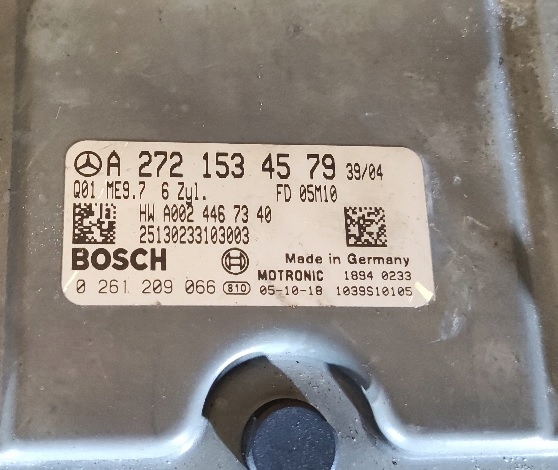 A 272 153 45 79 39/04
Q01 ME9.7 6 Zyl. FD 05M10
HW A002 446 73 40
25130233103003
BOSCH
Made in Germany
MOTRONIC 1894 0233
0 261 209 066 810 05-10-18 1039S10105